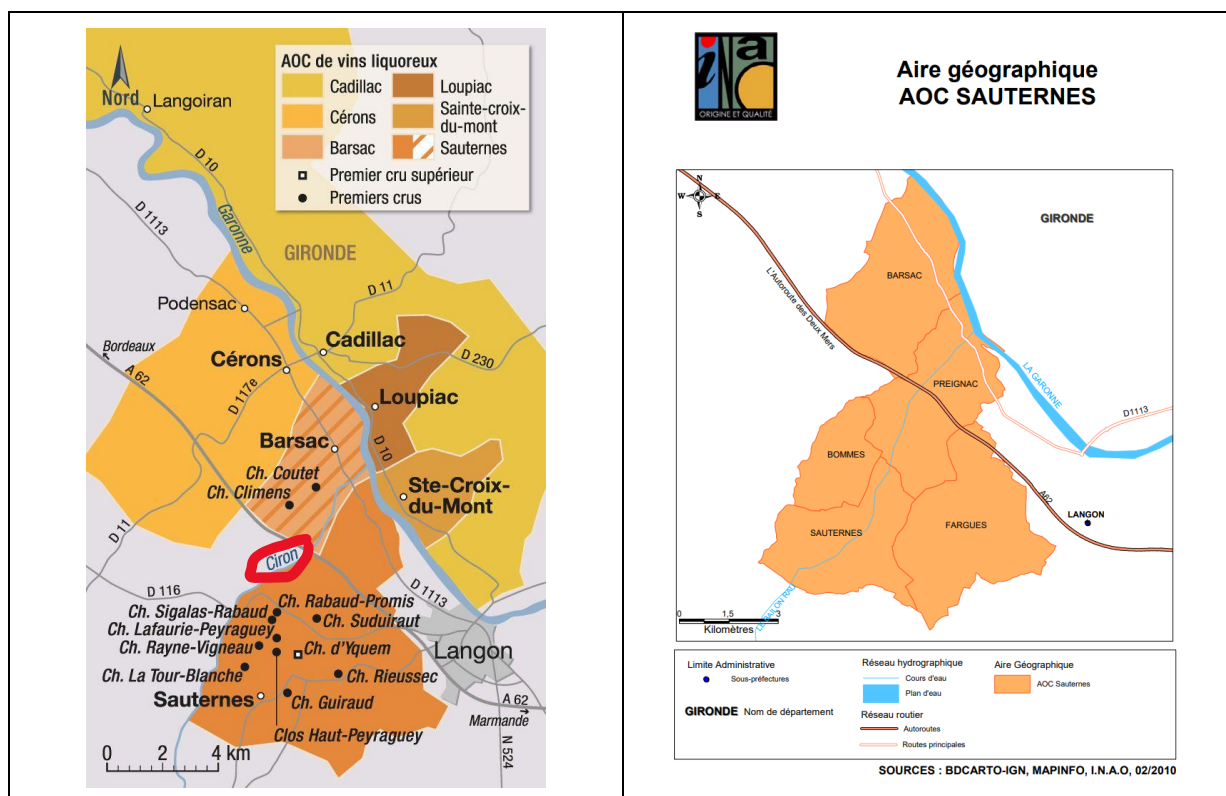 AOC de vins liquoreux
Cadillac
Loupiac
Cérons
Sainte-croix-
du-mont
Barsac
Sauternes
Premier cru supérieur
Premiers crus
Nord
Langoiran
D 10
D 1113
Garonne
GIRONDE
Podensac
D 11
Bordeaux
Cadillac
Cérons
D 230
A 62
D 117e
Loupiac
Barsac
D 10
Ch. Coutet
Ch. Climens
Ste-Croix-
du-Mont
D 11
Ciron
D 116
D 1113
Ch. Rabaud-Promis
Ch. Sigalas-Rabaud
Ch. Suduiraut
Ch. Lafaurie-Peyraguey
Ch. Rayne-Vigneau
Ch. d'Yquem
Langon
Ch. La Tour-Blanche
Ch. Rieussec
Sauternes
Ch. Guiraud
A 62
Marmande
Clos Haut-Peyraguey
N 524
0 2 4 km
INAO
ORIGINE ET QUALITÉ
Aire géographique
AOC SAUTERNES
N
W E
S
GIRONDE
BARSAC
L'Autoroute des Deux Mers
PREIGNAC
LA GARONNE
D1113
BOMMES
A62
LANGON
SAUTERNES
FARGUES
0 1,5 3
Kilomètres
Limite Administrative
Sous-préfectures
GIRONDE Nom de département
Réseau hydrographique
Cours d'eau
Plan d'eau
Réseau routier
Autoroutes
Routes principales
Aire Géographique
AOC Sauternes
SOURCES : BDCARTO-IGN, MAPINFO, I.N.A.O, 02/2010